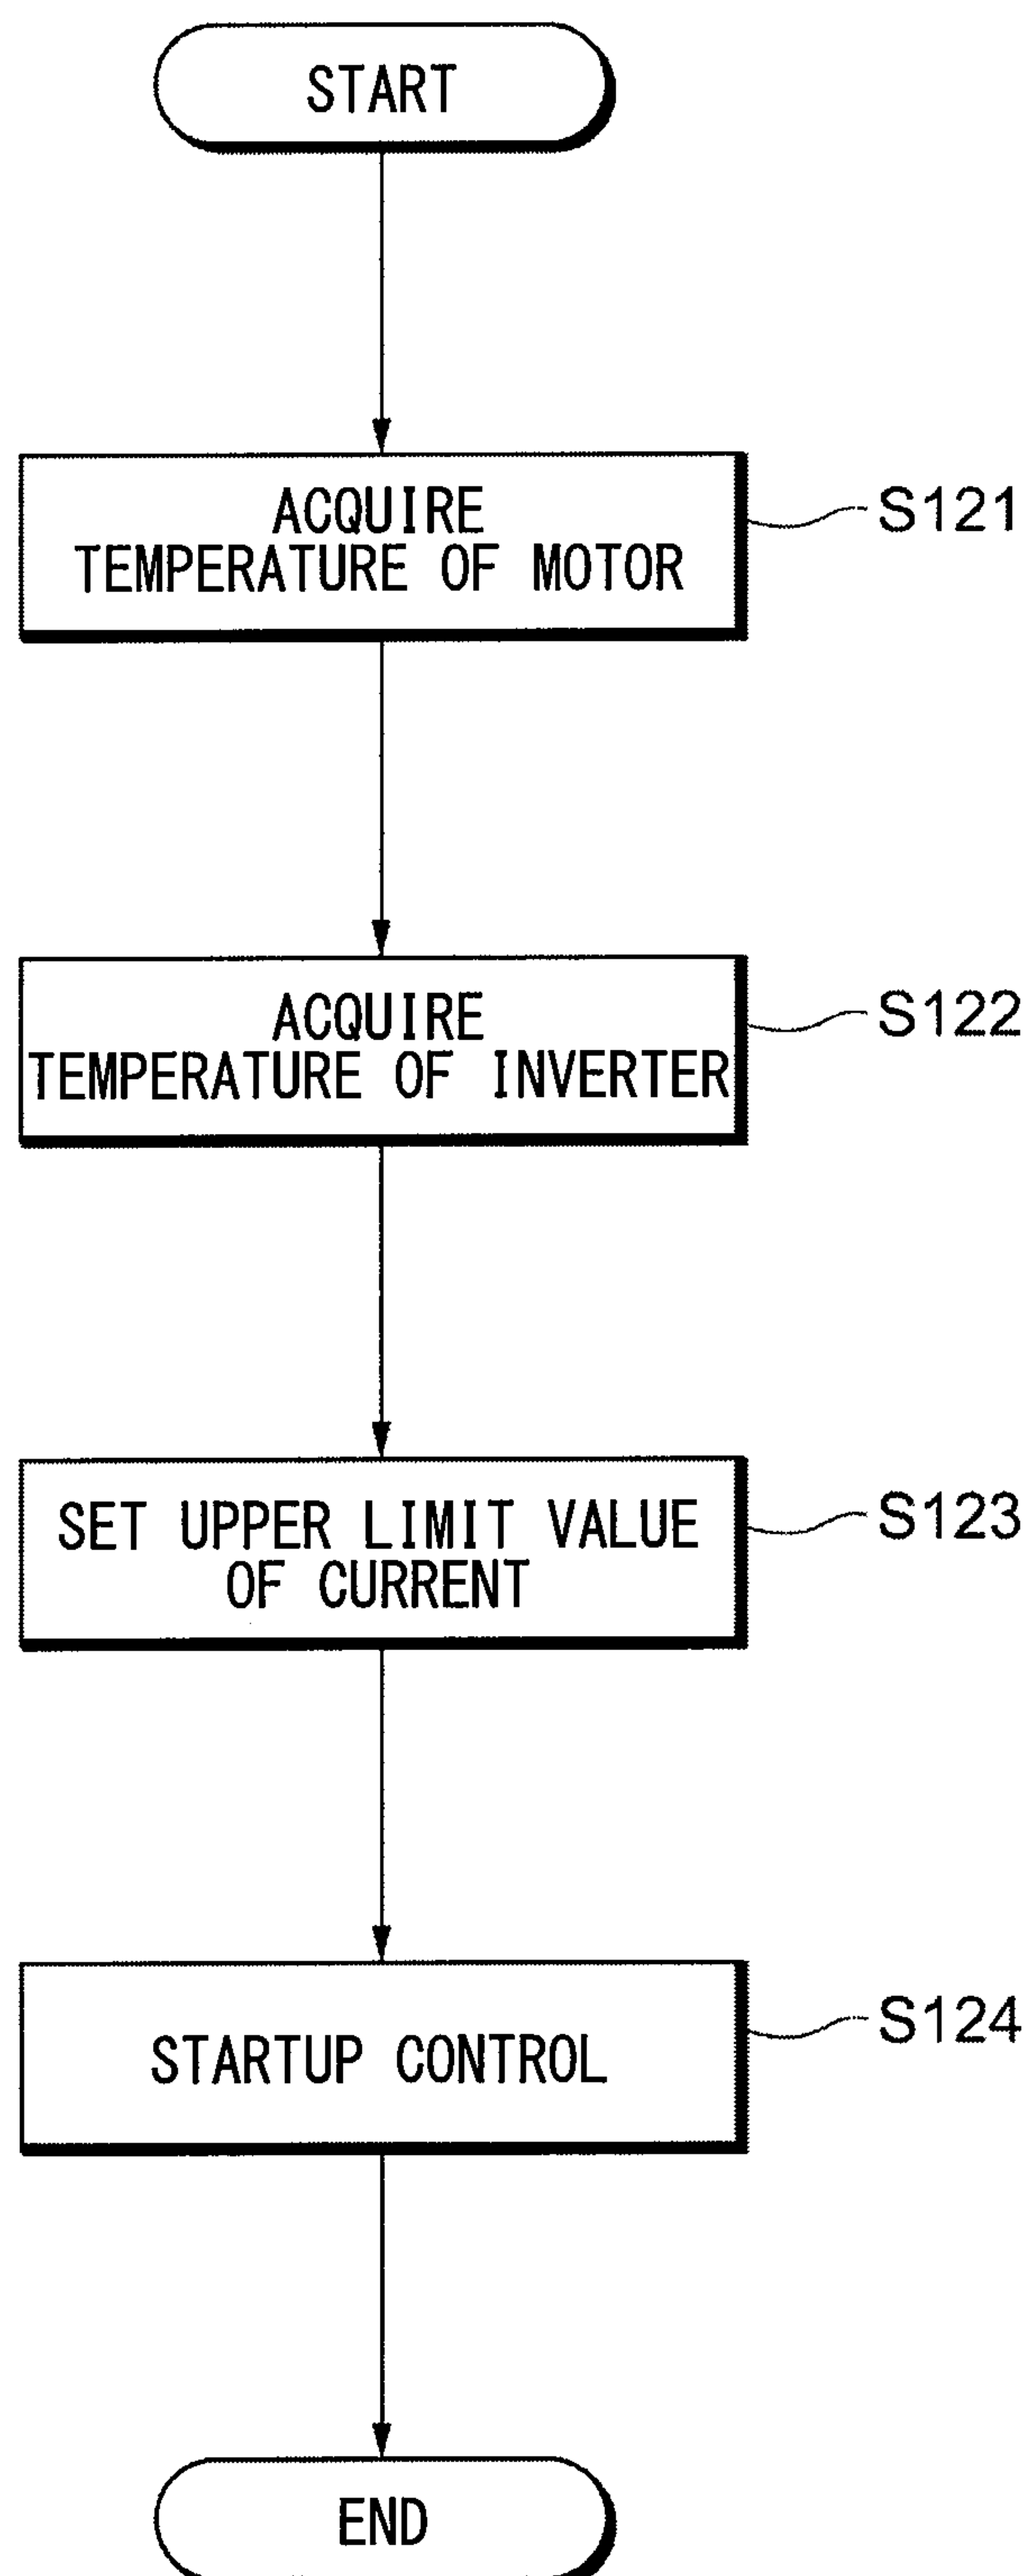 START
ACQUIRE
TEMPERATURE OF MOTOR
S121
ACQUIRE
TEMPERATURE OF INVERTER
S122
SET UPPER LIMIT VALUE
OF CURRENT
S123
STARTUP CONTROL
S124
END